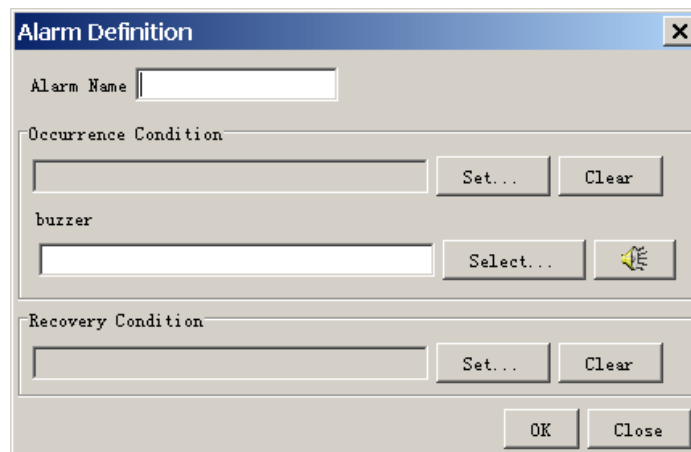 Alarm Definition
Alarm Name
Occurrence Condition
Set... Clear
buzzer
Select...
Recovery Condition
Set... Clear
OK Close